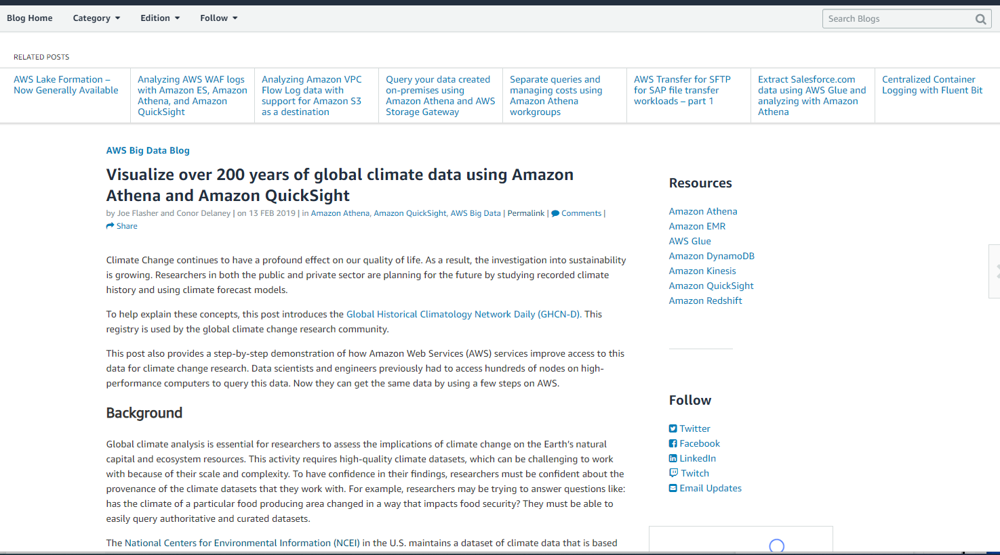 Blog Home Category Edition Follow Search Blogs
RELATED POSTS
AWS Lake Formation –
Now Generally Available
Analyzing AWS WAF logs
with Amazon ES, Amazon
Athena, and Amazon
QuickSight
Analyzing Amazon VPC
Flow Log data with
support for Amazon S3
as a destination
Query your data created
on-premises using
Amazon Athena and AWS
Storage Gateway
Separate queries and
managing costs using
Amazon Athena
workgroups
AWS Transfer for SFTP
for SAP file transfer
workloads – part 1
Extract Salesforce.com
data using AWS Glue and
analyzing with Amazon
Athena
Centralized Container
Logging with Fluent Bit
AWS Big Data Blog
Visualize over 200 years of global climate data using Amazon
Athena and Amazon QuickSight
by Joe Flasher and Conor Delaney | on 13 FEB 2019 | in Amazon Athena, Amazon QuickSight, AWS Big Data | Permalink | Comments |
Share
Climate Change continues to have a profound effect on our quality of life. As a result, the investigation into sustainability
is growing. Researchers in both the public and private sector are planning for the future by studying recorded climate
history and using climate forecast models.
To help explain these concepts, this post introduces the Global Historical Climatology Network Daily (GHCN-D). This
registry is used by the global climate change research community.
This post also provides a step-by-step demonstration of how Amazon Web Services (AWS) services improve access to this
data for climate change research. Data scientists and engineers previously had to access hundreds of nodes on high-
performance computers to query this data. Now they can get the same data by using a few steps on AWS.
Background
Global climate analysis is essential for researchers to assess the implications of climate change on the Earth’s natural
capital and ecosystem resources. This activity requires high-quality climate datasets, which can be challenging to work
with because of their scale and complexity. To have confidence in their findings, researchers must be confident about the
provenance of the climate datasets that they work with. For example, researchers may be trying to answer questions like:
has the climate of a particular food producing area changed in a way that impacts food security? They must be able to
easily query authoritative and curated datasets.
The National Centers for Environmental Information (NCEI) in the U.S. maintains a dataset of climate data that is based
Resources
Amazon Athena
Amazon EMR
AWS Glue
Amazon DynamoDB
Amazon Kinesis
Amazon QuickSight
Amazon Redshift
Follow
Twitter
Facebook
LinkedIn
Twitch
Email Updates